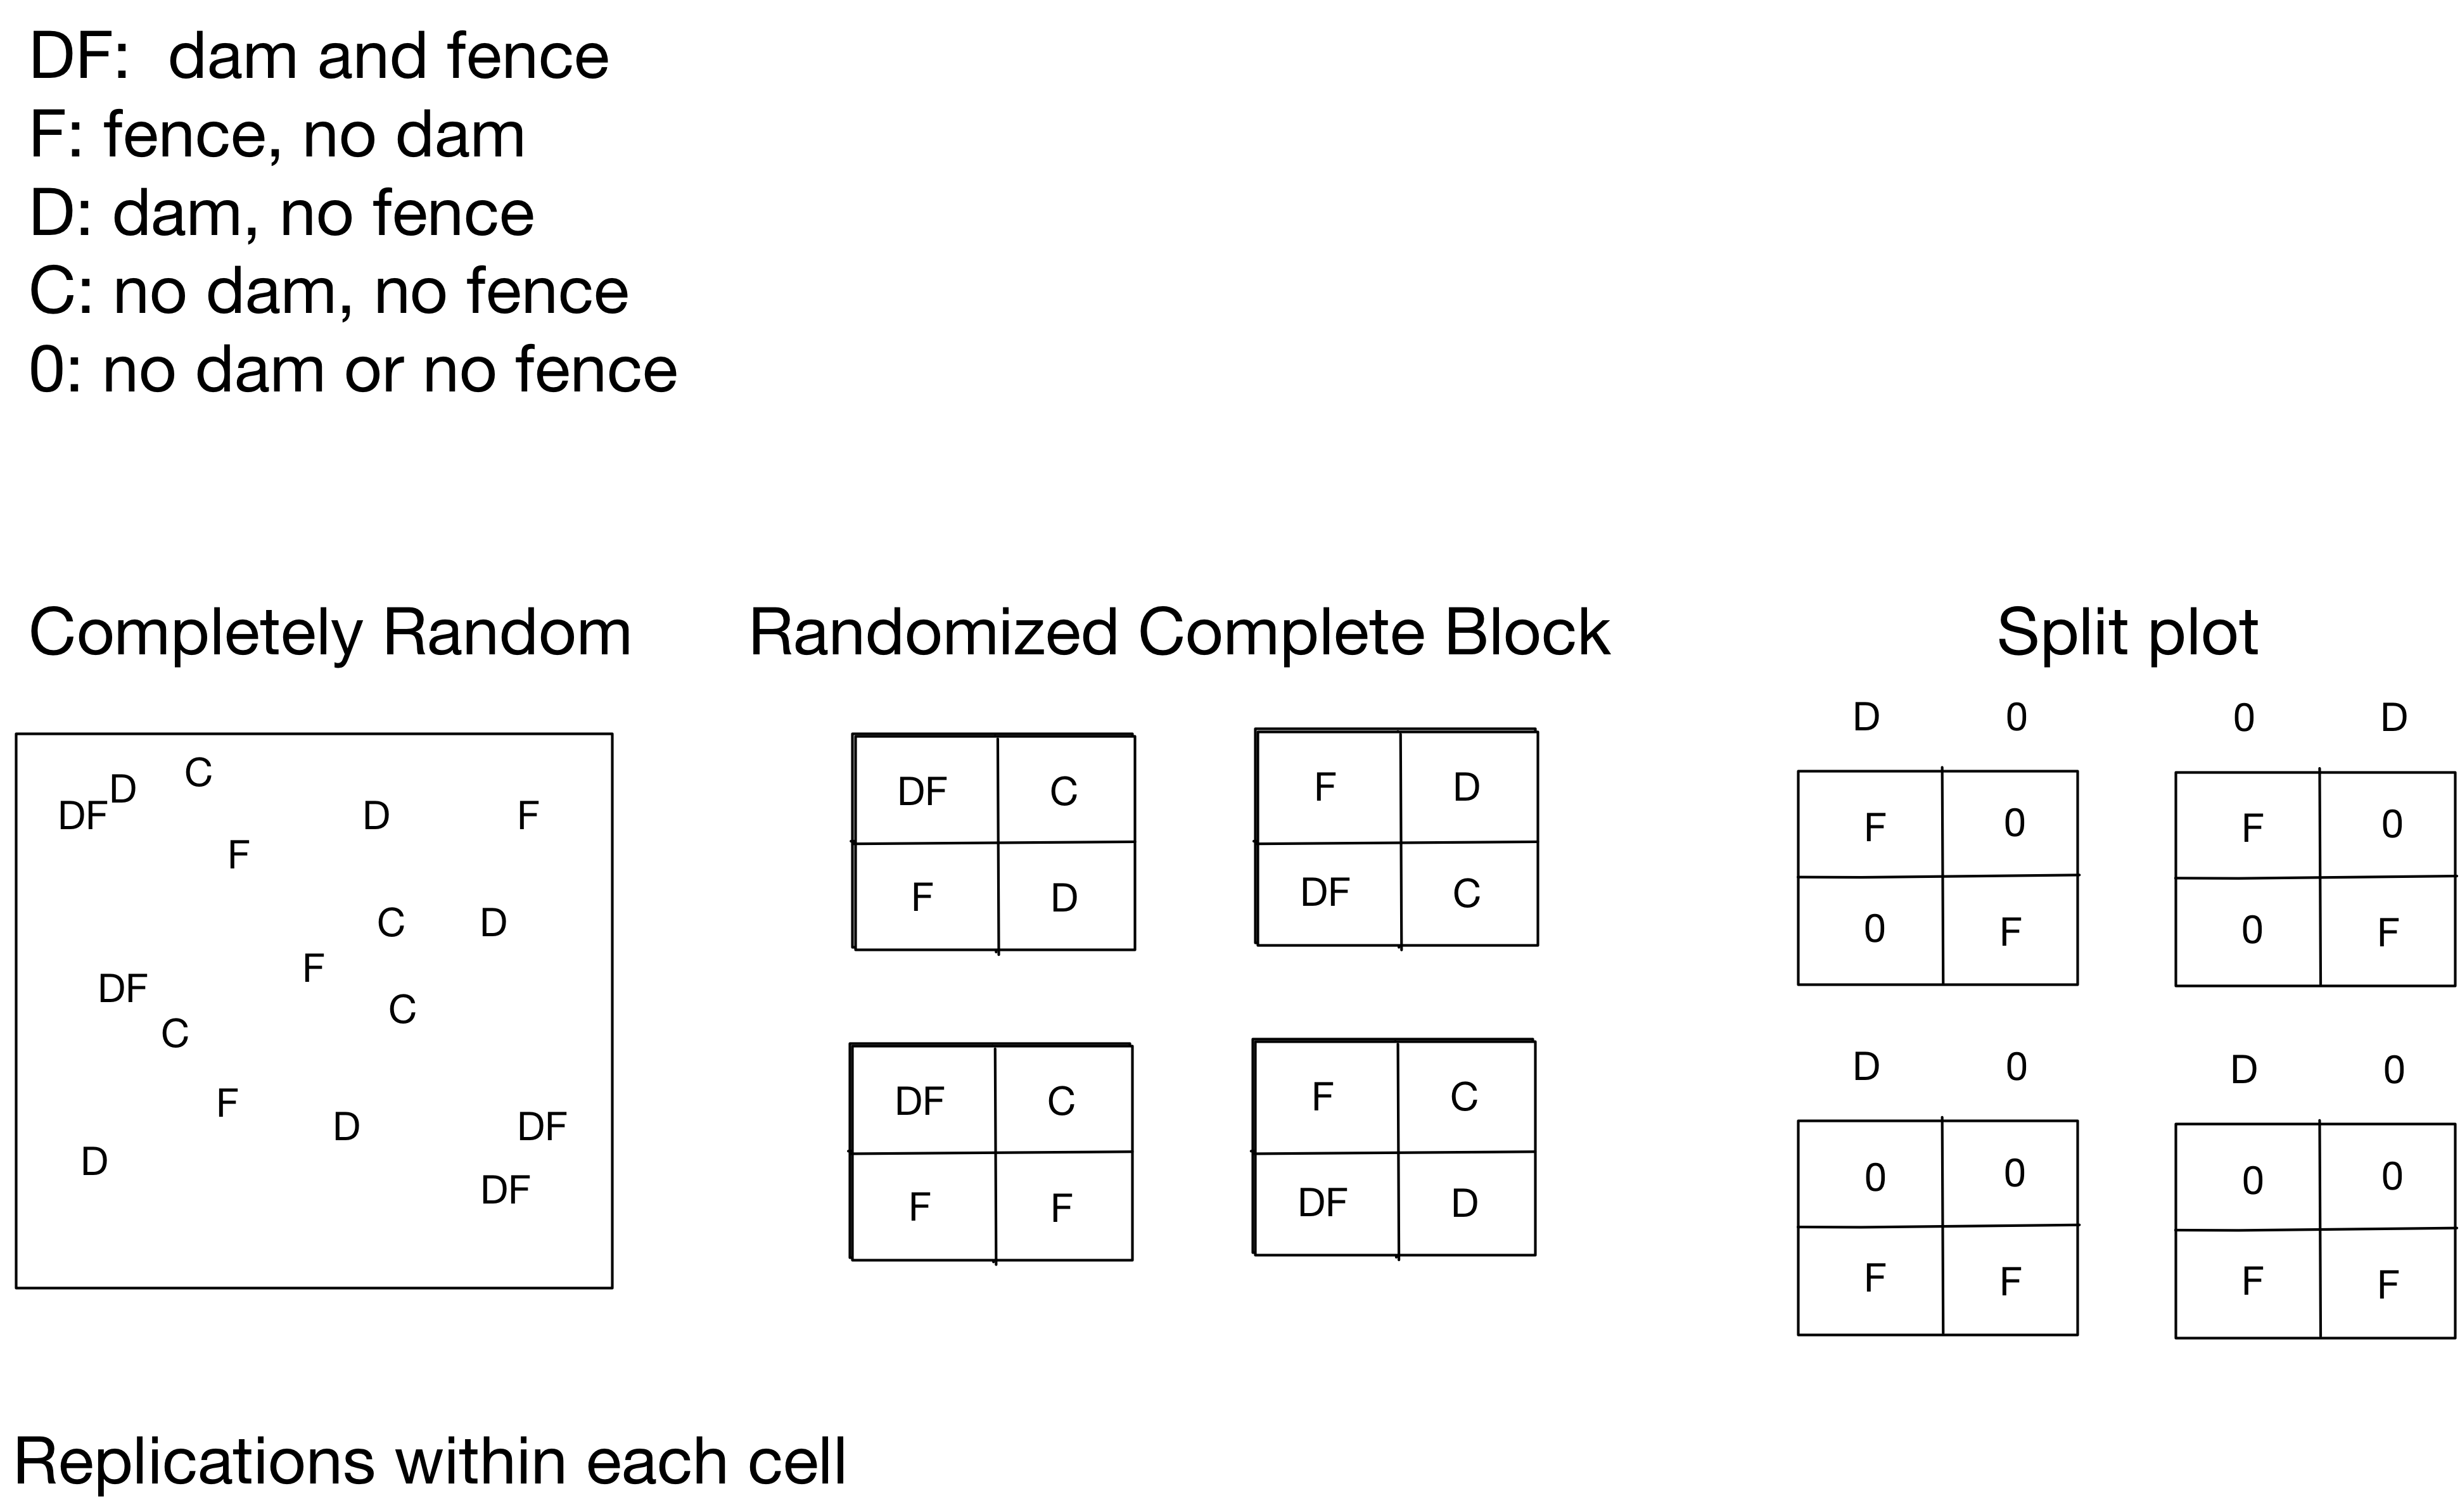 DF:  dam and fence
F: fence, no dam
D: dam, no fence
C: no dam, no fence
0: no dam or no fence
Completely Random
Randomized Complete Block
Split plot
C
D
DF
D
F
F
C
D
F
DF
C
C
F
D
DF
D
DF
DF C
F D
F D
DF C
DF C
F F
F C
DF D
D 0
F 0
0 F
0 D
F 0
0 F
D 0
0 0
F F
D 0
0 0
F F
Replications within each cell